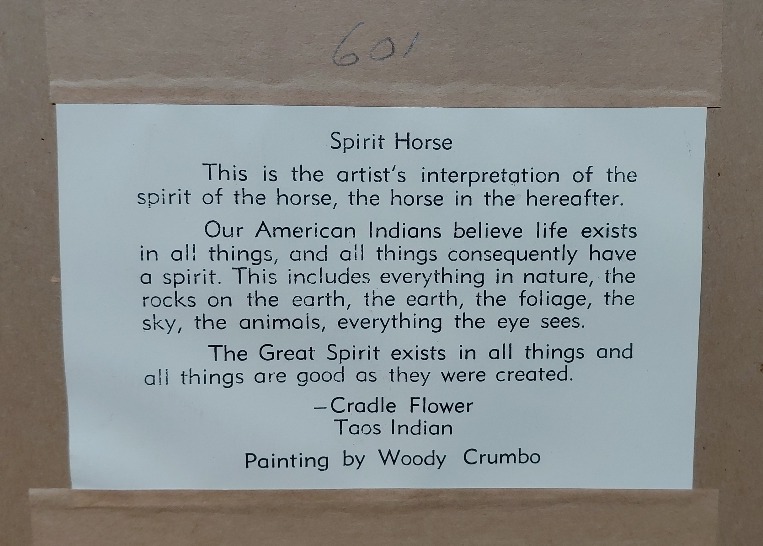 601
Spirit Horse
This is the artist's interpretation of the
spirit of the horse, the horse in the hereafter.
Our American Indians believe life exists
in all things, and all things consequently have
a spirit. This includes everything in nature, the
rocks on the earth, the earth, the foliage, the
sky, the animals, everything the eye sees.
The Great Spirit exists in all things and
all things are good as they were created.
—Cradle Flower
Taos Indian
Painting by Woody Crumbo